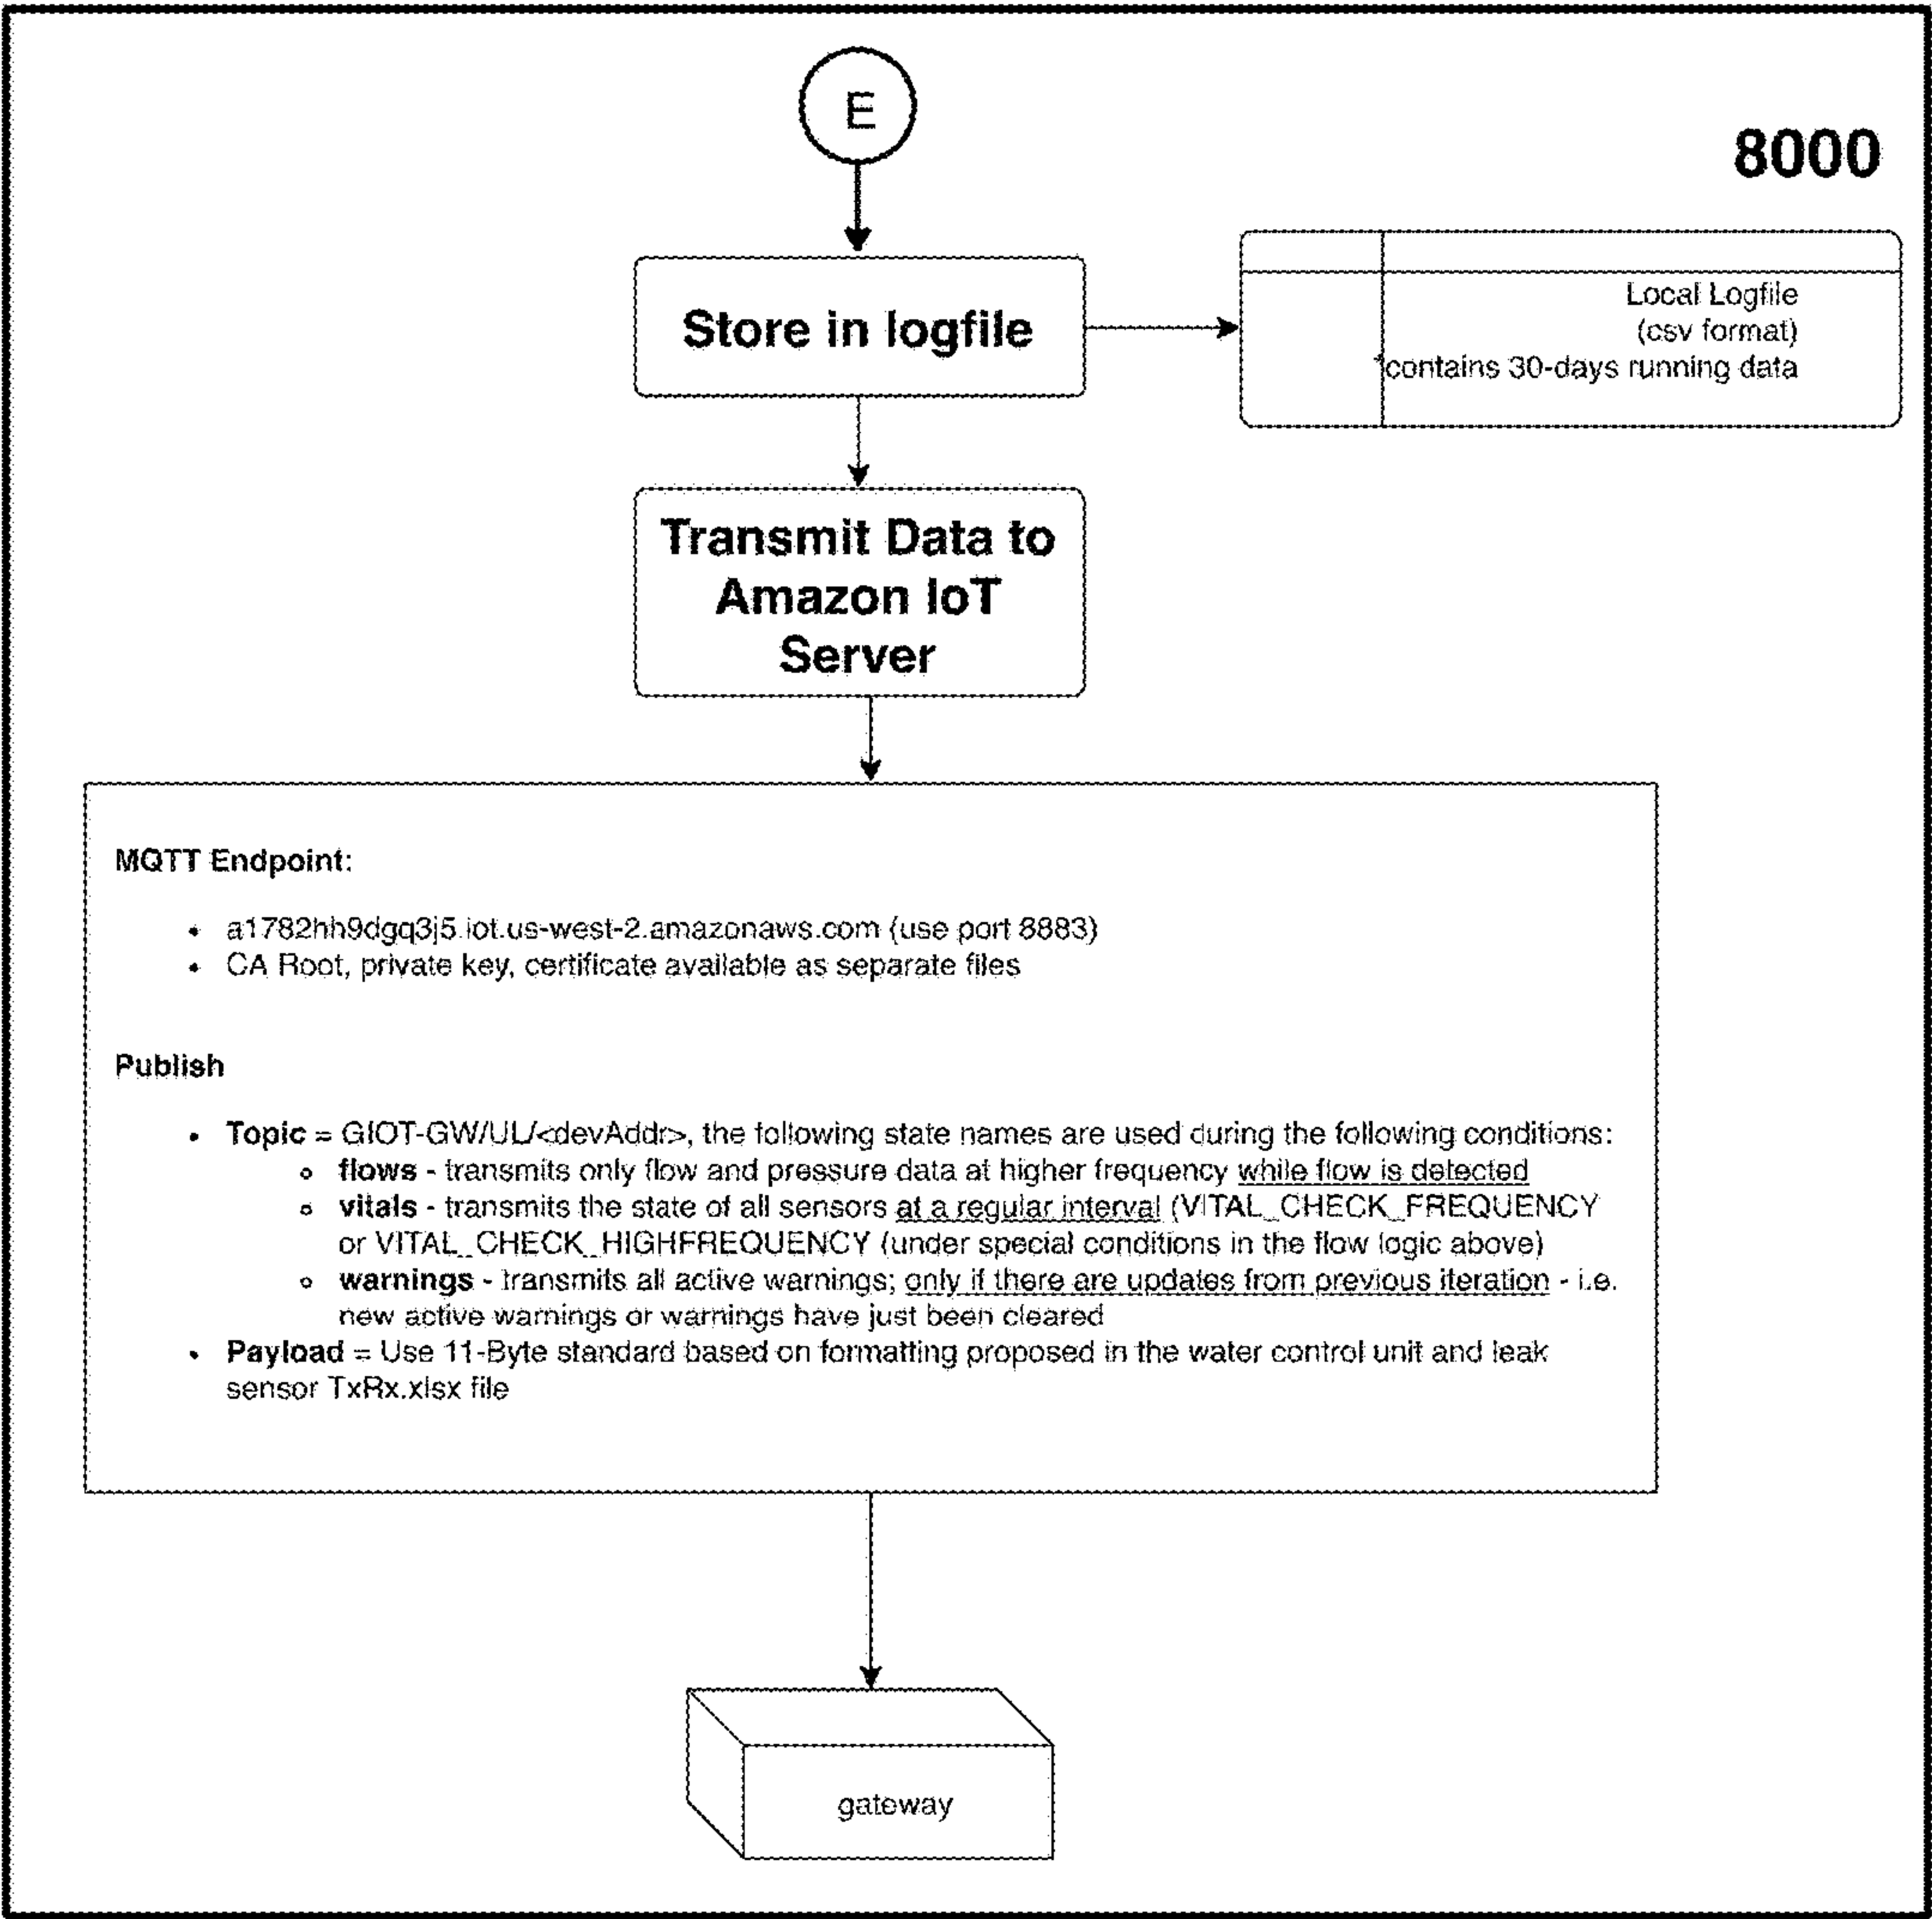 E
8000
Store in logfile
Local Logfile
(csv format)
contains 30-days running data
Transmit Data to
Amazon IoT
Server
MQTT Endpoint:
• a1782hh9dgq3j5.iot.us-west-2.amazonaws.com (use port 8883)
• CA Root, private key, certificate available as separate files
Publish
• Topic = GIOT-GW/UL/<devAddr>, the following state names are used during the following conditions:
o flows - transmits only flow and pressure data at higher frequency while flow is detected
o vitals - transmits the state of all sensors at a regular interval (VITAL_CHECK_FREQUENCY
or VITAL_CHECK_HIGHFREQUENCY (under special conditions in the flow logic above)
o warnings - transmits all active warnings; only if there are updates from previous iteration - i.e.
new active warnings or warnings have just been cleared
• Payload = Use 11-Byte standard based on formatting proposed in the water control unit and leak
sensor TxRx.xlsx file
gateway